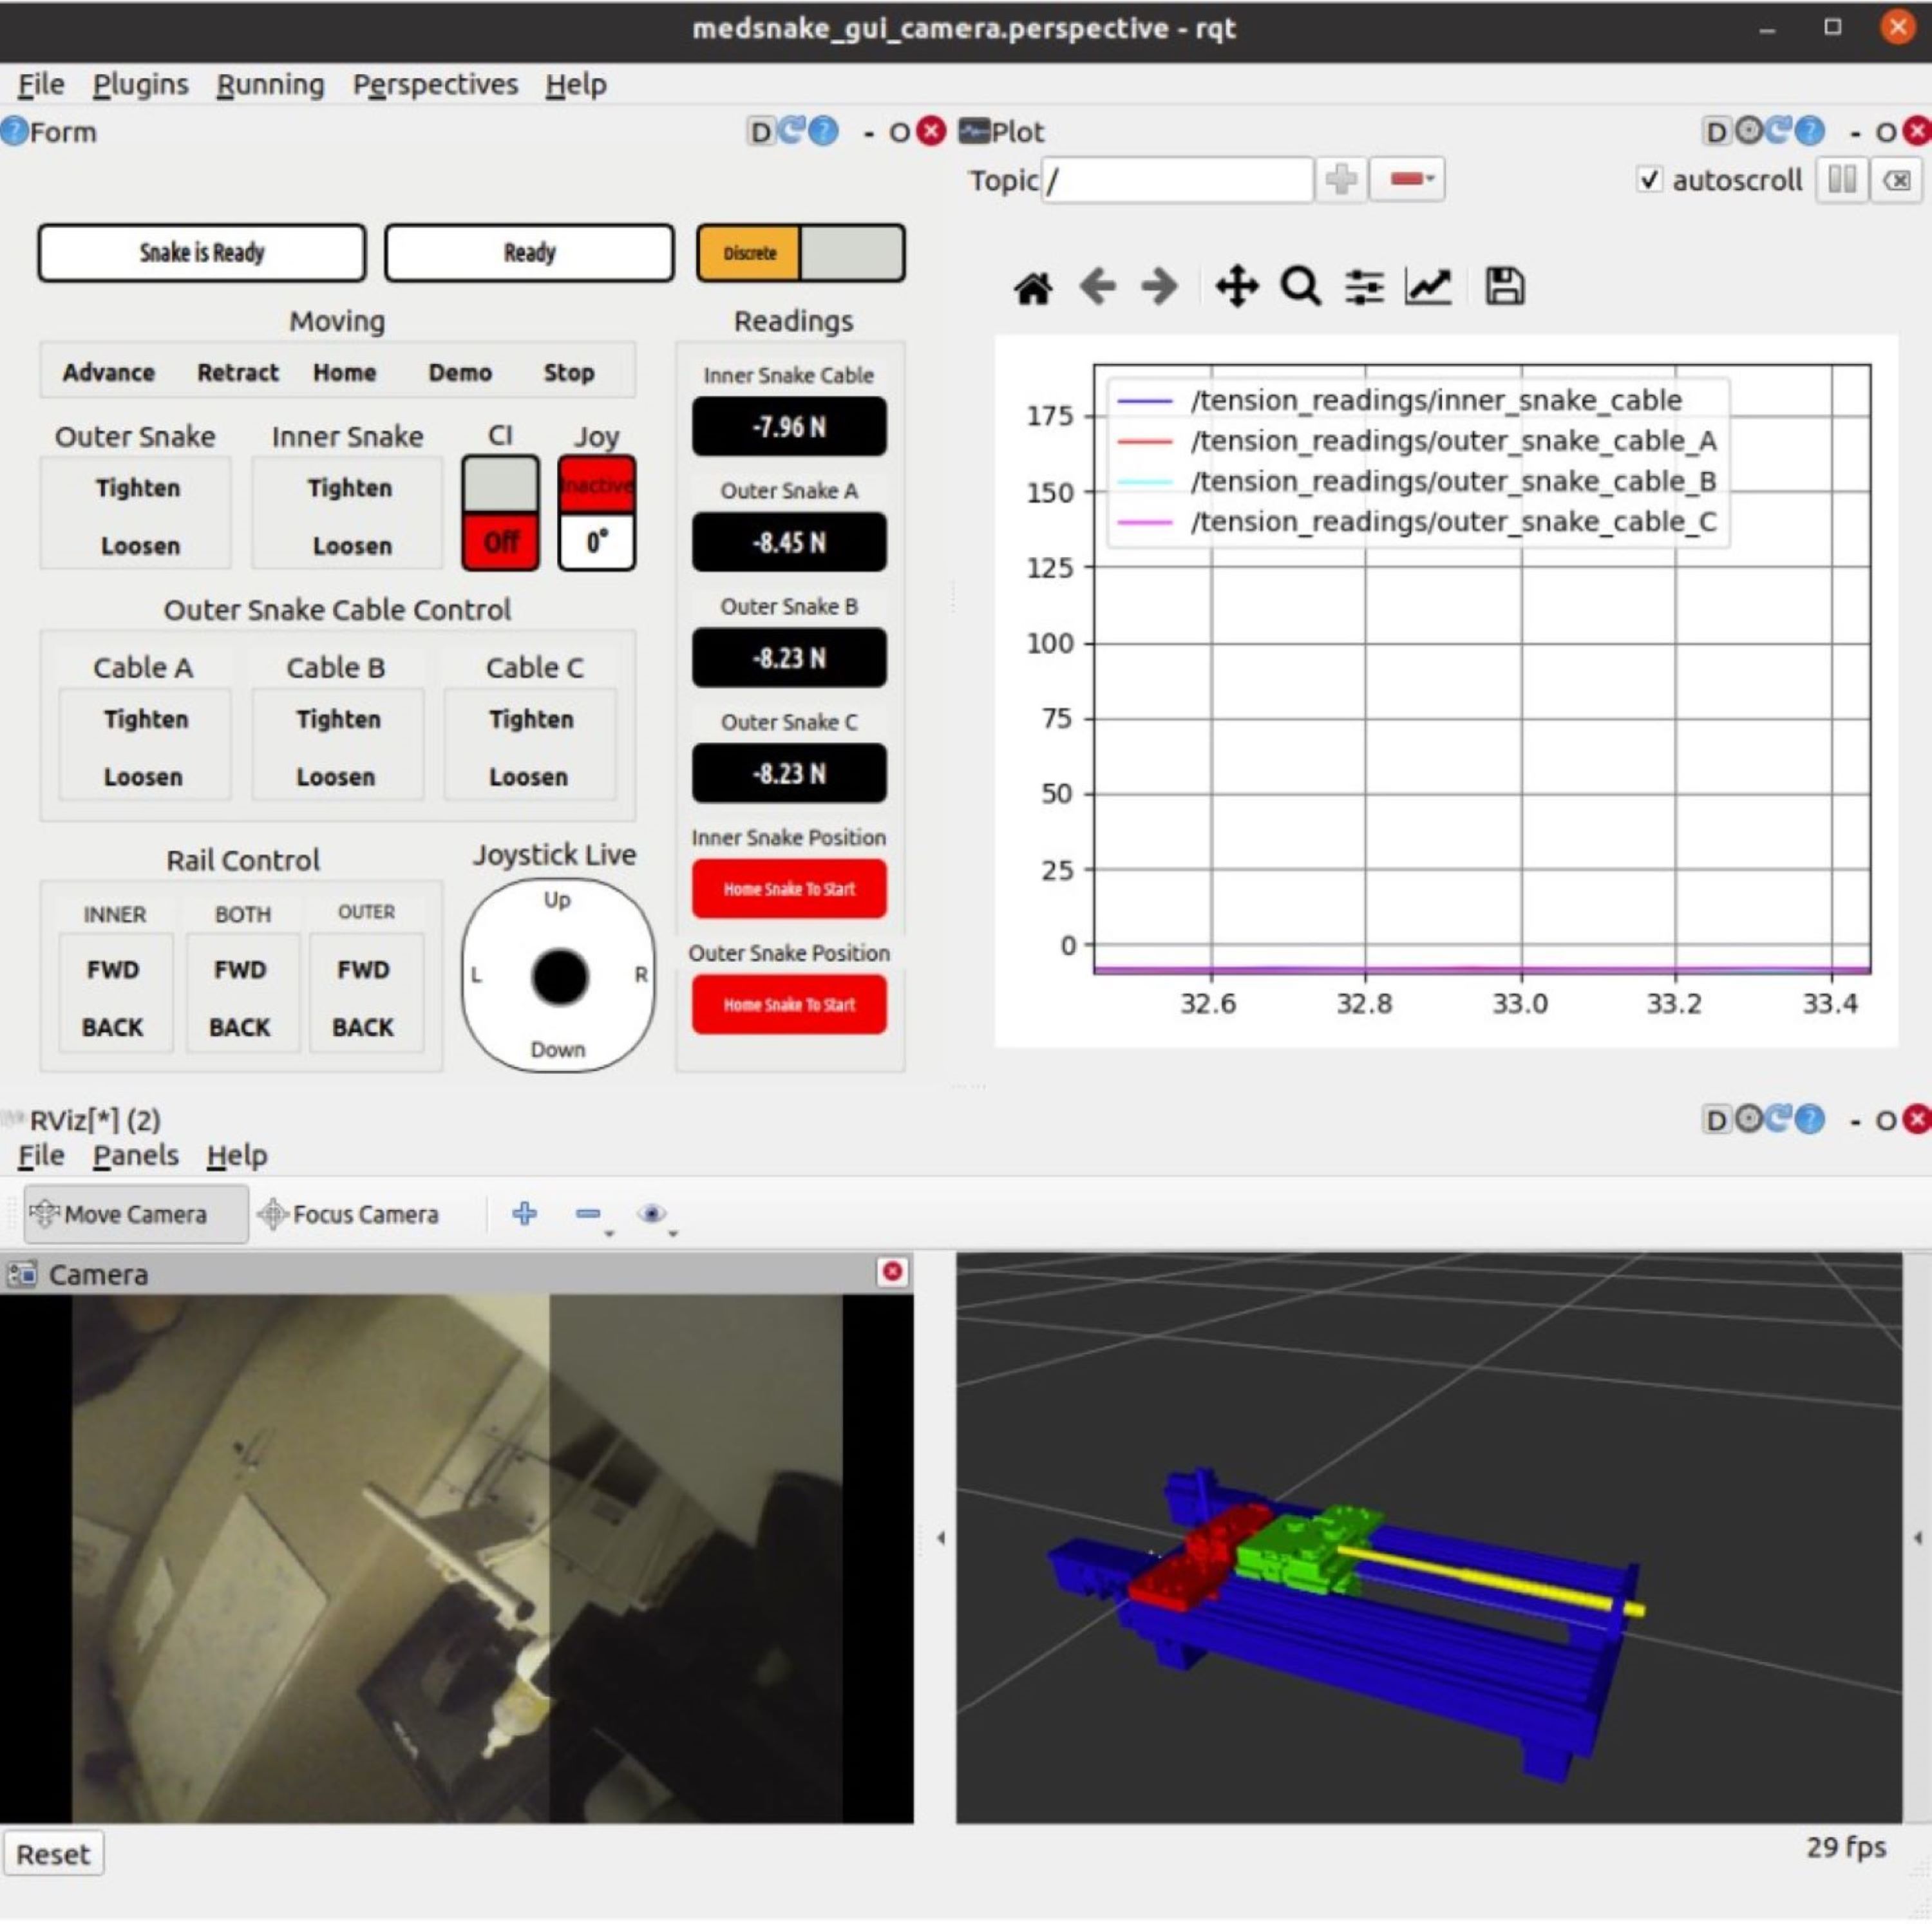 medsnake_gui_camera.perspective - rqt
File Plugins Running Perspectives Help
Form
D
- O
Plot
D
- O
Topic /
autoscroll
Snake is Ready
Ready
Discrete
Moving
Advance Retract Home Demo Stop
Outer Snake
Tighten
Loosen
Inner Snake
Tighten
Loosen
CI
Off
Joy
Inactive
0°
Outer Snake Cable Control
Cable A
Tighten
Loosen
Cable B
Tighten
Loosen
Cable C
Tighten
Loosen
Rail Control
INNER
FWD
BACK
BOTH
FWD
BACK
OUTER
FWD
BACK
Joystick Live
Up
L
R
Down
Readings
Inner Snake Cable
-7.96 N
Outer Snake A
-8.45 N
Outer Snake B
-8.23 N
Outer Snake C
-8.23 N
Inner Snake Position
Home Snake To Start
Outer Snake Position
Home Snake To Start
/tension_readings/inner_snake_cable
/tension_readings/outer_snake_cable_A
/tension_readings/outer_snake_cable_B
/tension_readings/outer_snake_cable_C
175
150
125
100
75
50
25
0
32.6 32.8 33.0 33.2 33.4
RViz[*] (2)
D
- O
File Panels Help
Move Camera Focus Camera
Camera
Reset
29 fps